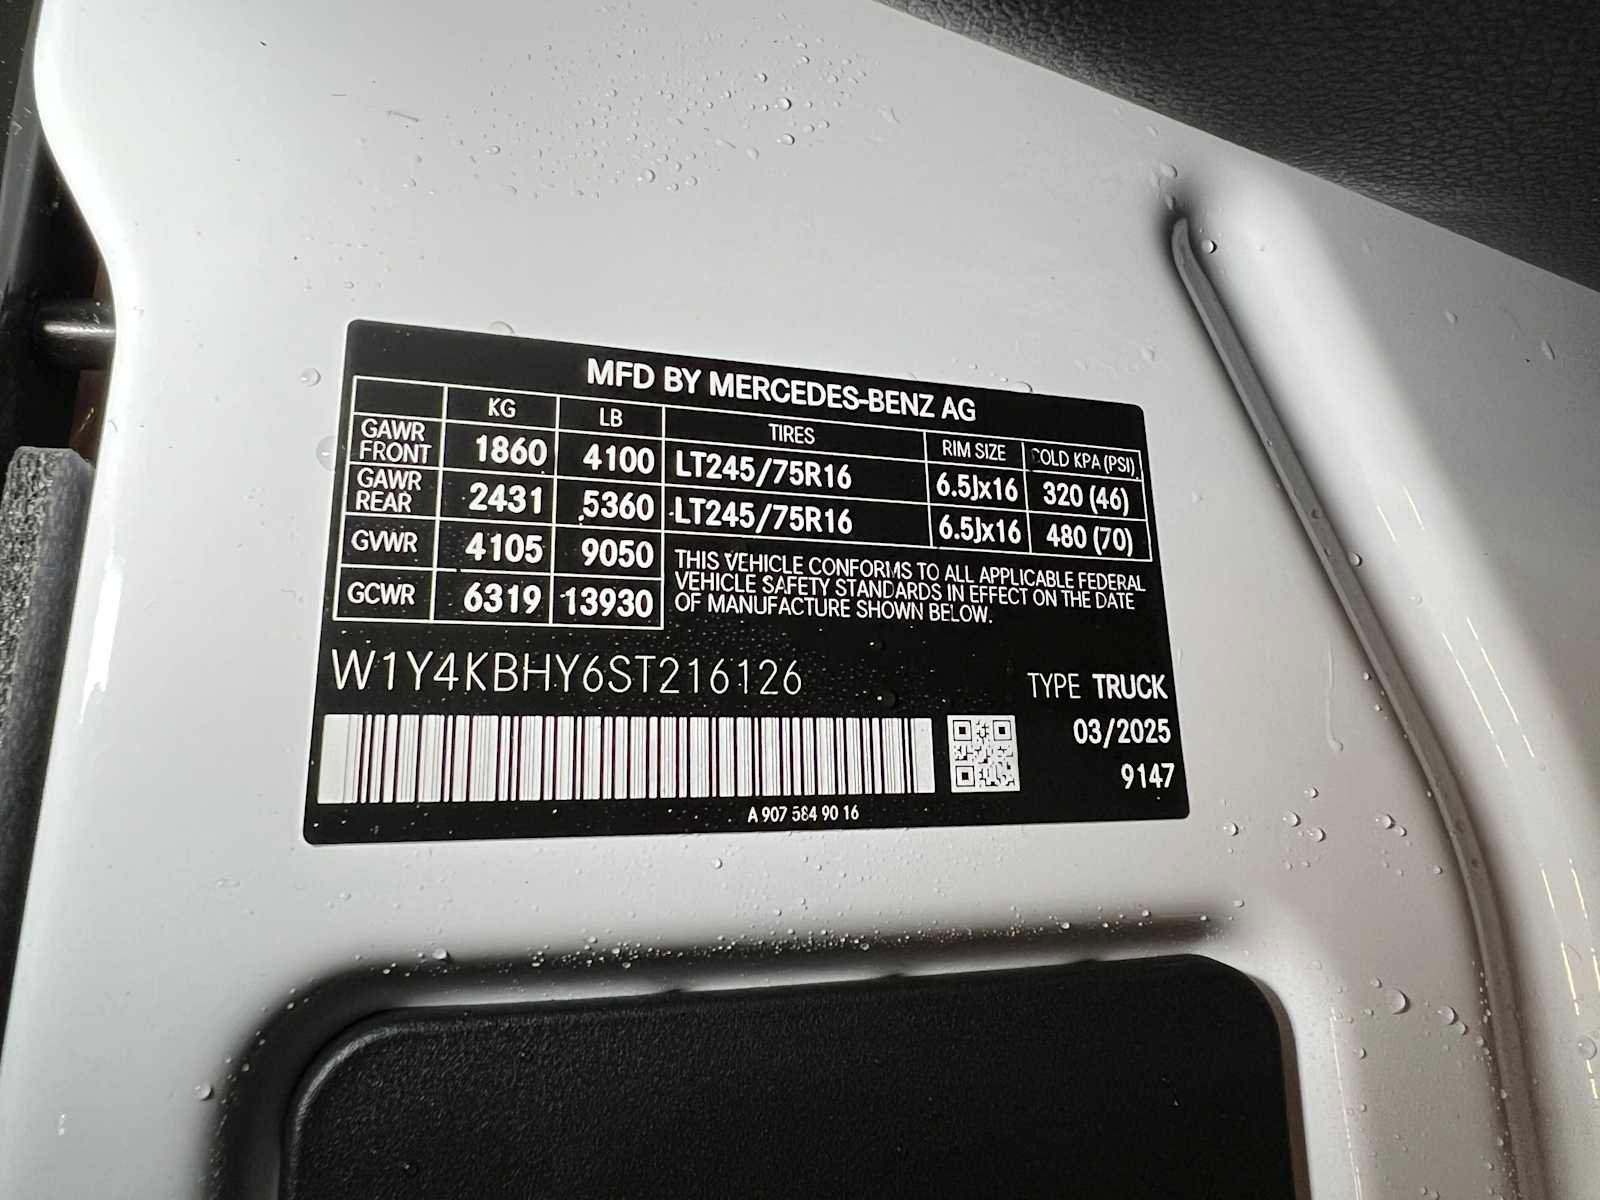 MFD BY MERCEDES-BENZ AG
KG LB TIRES RIM SIZE COLD KPA (PSI)
GAWR FRONT 1860 4100 LT245/75R16 6.5Jx16 320 (46)
GAWR REAR 2431 5360 LT245/75R16 6.5Jx16 480 (70)
GVWR 4105 9050
GCWR 6319 13930
THIS VEHICLE CONFORMS TO ALL APPLICABLE FEDERAL
VEHICLE SAFETY STANDARDS IN EFFECT ON THE DATE
OF MANUFACTURE SHOWN BELOW.
W1Y4KBHY6ST216126
TYPE TRUCK
03/2025
9147
A 907 584 90 16